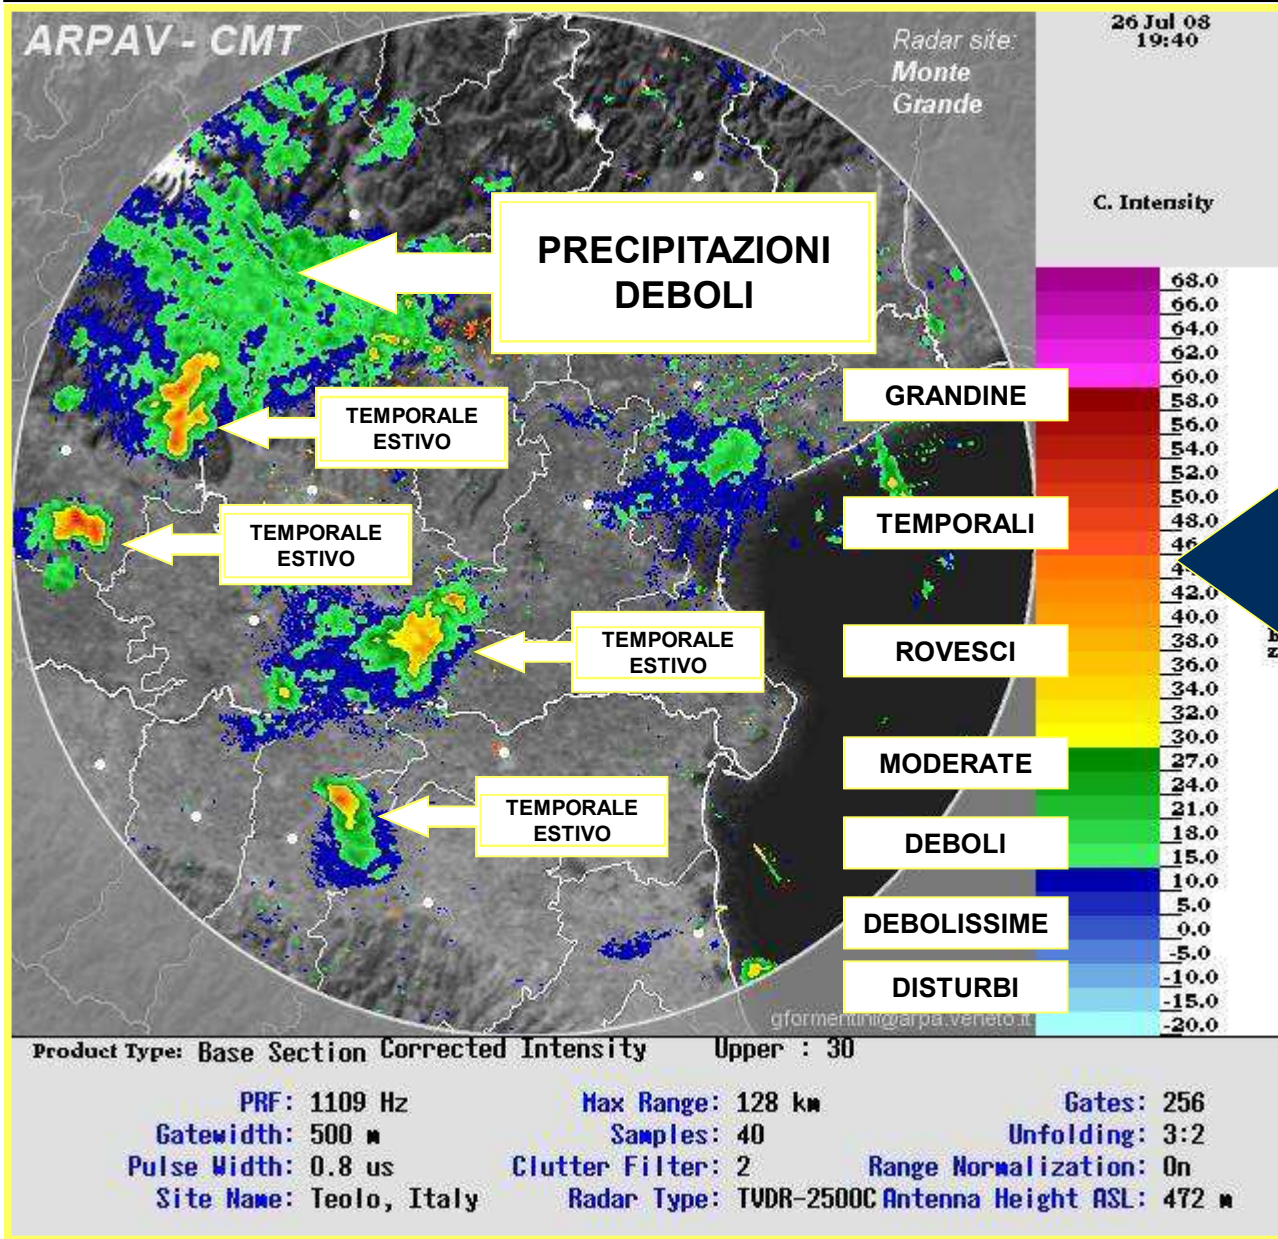 ARPAV - CMT
Radar site:
Monte
Grande
26 Jul 08
19:40
C. Intensity
PRECIPITAZIONI
DEBOLI
TEMPORALE
ESTIVO
TEMPORALE
ESTIVO
TEMPORALE
ESTIVO
TEMPORALE
ESTIVO
GRANDINE
TEMPORALI
ROVESCI
MODERATE
DEBOLI
DEBOLISSIME
DISTURBI
68.0
66.0
64.0
62.0
60.0
58.0
56.0
54.0
52.0
50.0
48.0
46
42.0
40.0
38.0
36.0
34.0
32.0
30.0
27.0
24.0
21.0
18.0
15.0
10.0
5.0
0.0
-5.0
-10.0
-15.0
-20.0
gformentini@arpa.veneto.it
Product Type: Base Section Corrected Intensity Upper : 30
PRF: 1109 Hz Max Range: 128 km Gates: 256
Gatewidth: 500 m Samples: 40 Unfolding: 3:2
Pulse Width: 0.8 us Clutter Filter: 2 Range Normalization: On
Site Name: Teolo, Italy Radar Type: TVDR-2500C Antenna Height ASL: 472 m